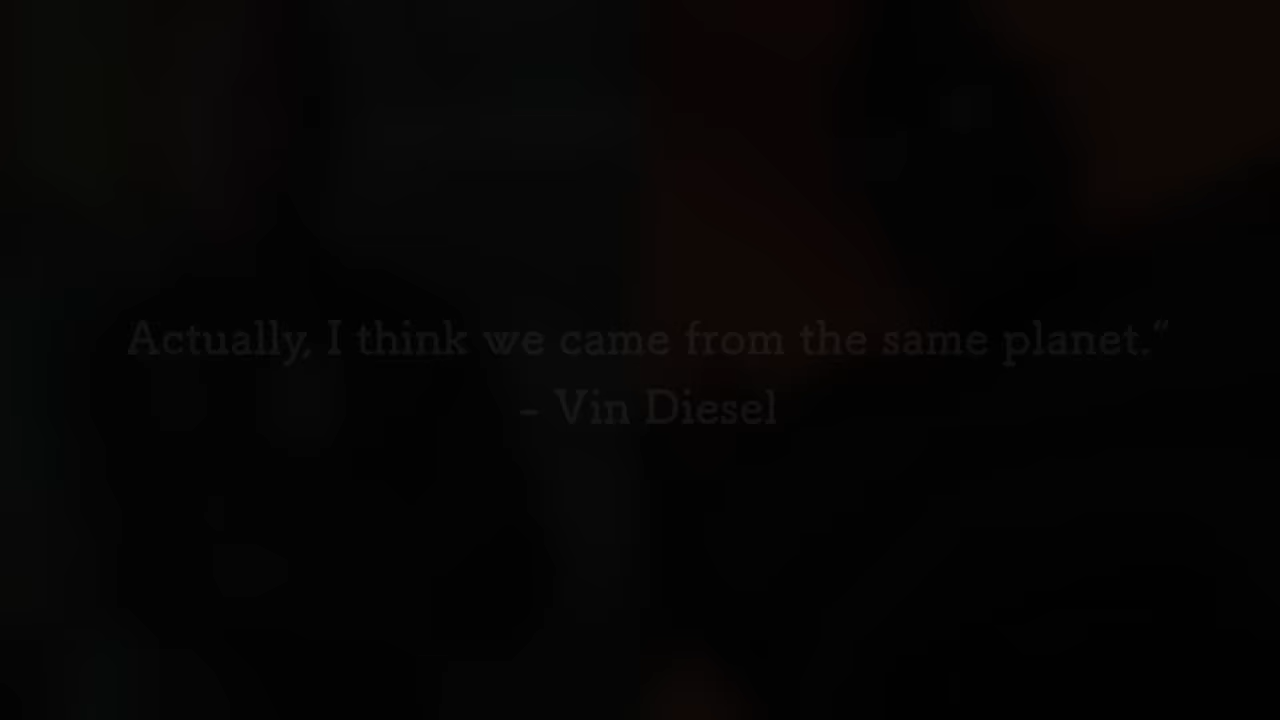 Actually, I think we came from the same planet.”
– Vin Diesel